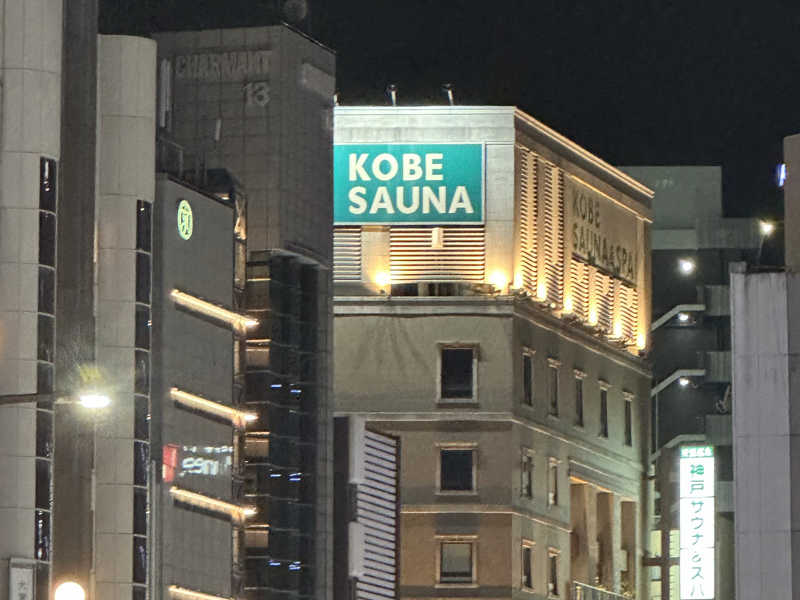 CHARMANT
13
KOBE
SAUNA
KOBE
SAUNA&SPA
神戸サウナ&スパ